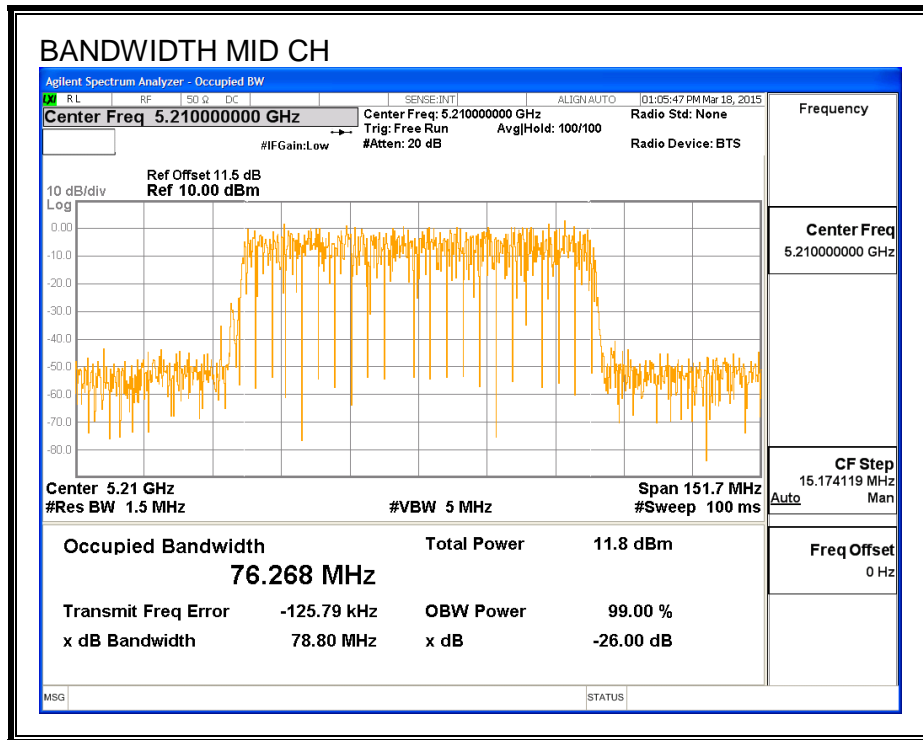 BANDWIDTH MID CH
Agilent Spectrum Analyzer - Occupied BW
LXI RL RF 50 Ω DC SENSE:INT ALIGN AUTO 01:05:47 PM Mar 18, 2015
Center Freq 5.210000000 GHz
Center Freq: 5.210000000 GHz
Radio Std: None
Trig: Free Run Avg|Hold: 100/100
#IFGain:Low #Atten: 20 dB Radio Device: BTS
Frequency
Ref Offset 11.5 dB
10 dB/div Ref 10.00 dBm
Log
0.00
-10.0
-20.0
-30.0
-40.0
-50.0
-60.0
-70.0
-80.0
Center Freq
5.210000000 GHz
Center 5.21 GHz Span 151.7 MHz
#Res BW 1.5 MHz #VBW 5 MHz #Sweep 100 ms
CF Step
15.174119 MHz
Auto Man
Occupied Bandwidth Total Power 11.8 dBm
76.268 MHz
Transmit Freq Error -125.79 kHz OBW Power 99.00 %
x dB Bandwidth 78.80 MHz x dB -26.00 dB
Freq Offset
0 Hz
MSG STATUS